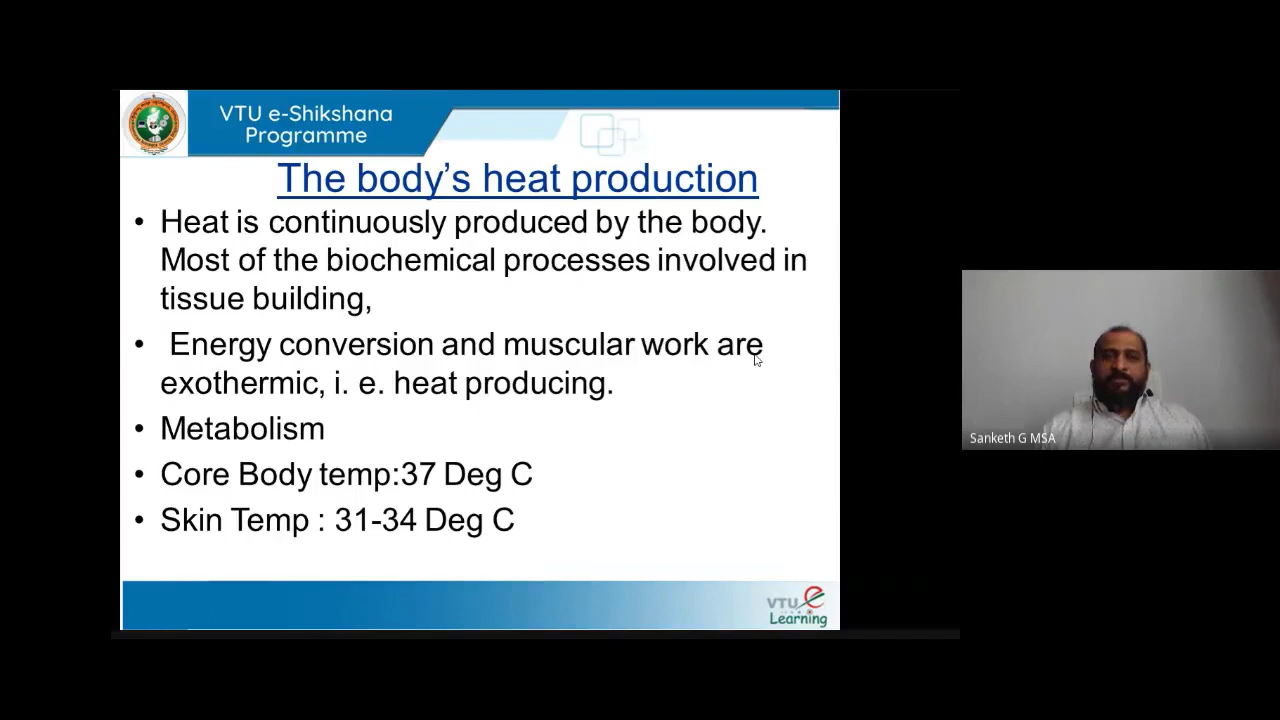 VTU e-Shikshana
Programme
The body's heat production
• Heat is continuously produced by the body.
Most of the biochemical processes involved in
tissue building,
• Energy conversion and muscular work are
exothermic, i. e. heat producing.
• Metabolism
• Core Body temp:37 Deg C
• Skin Temp : 31-34 Deg C
Sanketh G MSA
VTU e
Learning